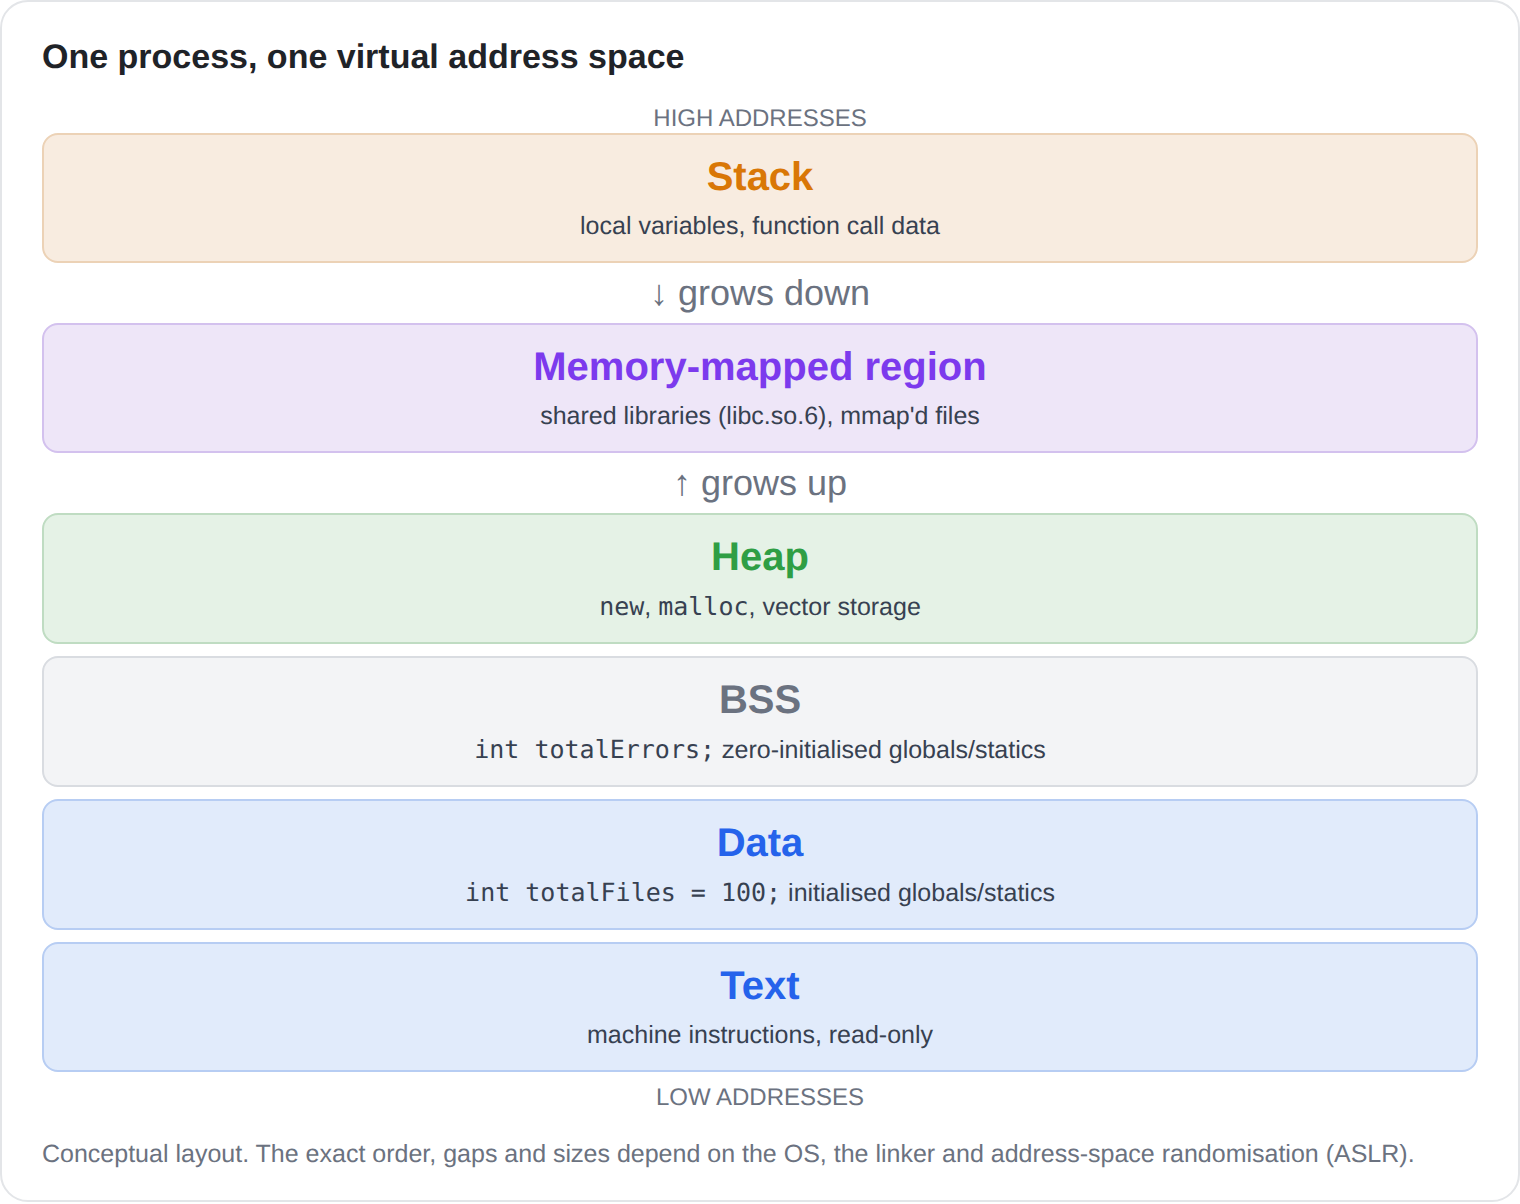 One process, one virtual address space
HIGH ADDRESSES
Stack
local variables, function call data
↓ grows down
Memory-mapped region
shared libraries (libc.so.6), mmap'd files
↑ grows up
Heap
new, malloc, vector storage
BSS
int totalErrors; zero-initialised globals/statics
Data
int totalFiles = 100; initialised globals/statics
Text
machine instructions, read-only
LOW ADDRESSES
Conceptual layout. The exact order, gaps and sizes depend on the OS, the linker and address-space randomisation (ASLR).